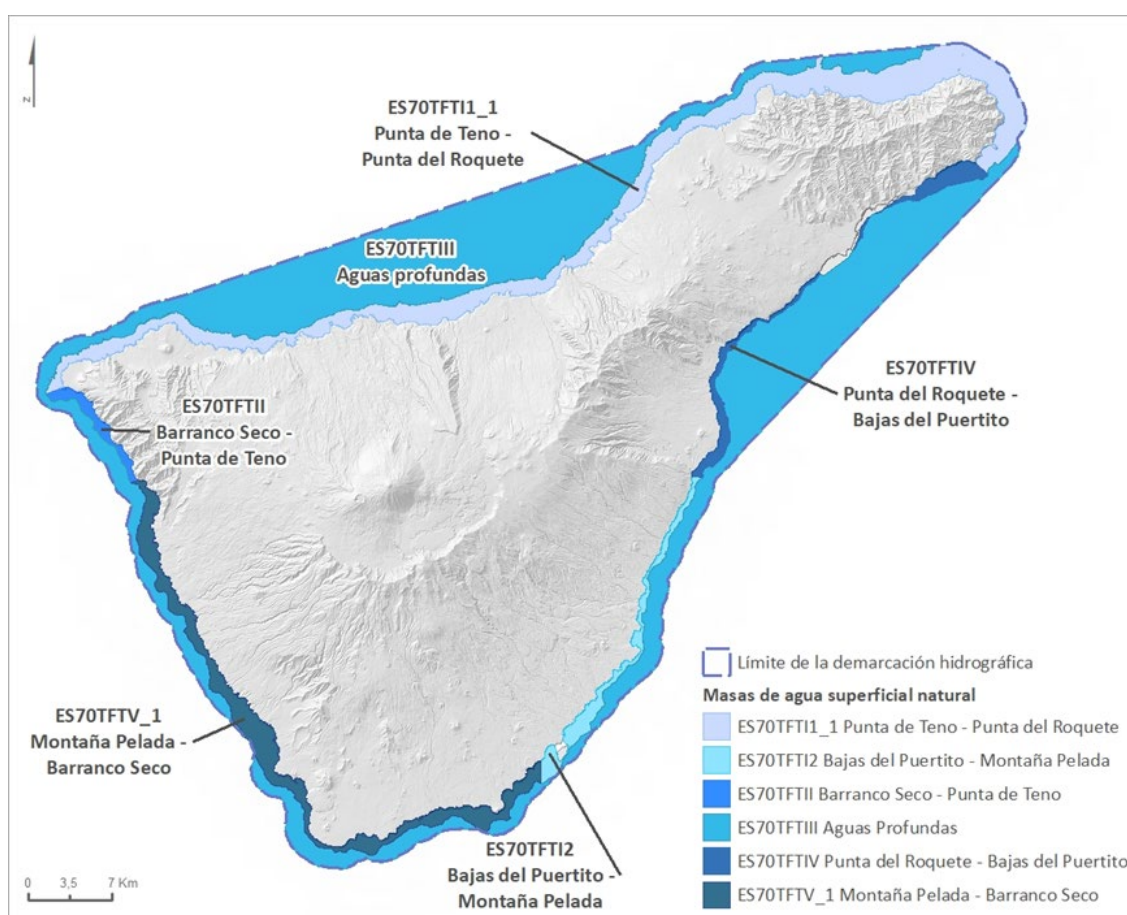 N
ES70TFTI1_1
Punta de Teno -
Punta del Roquete
ES70TFTIII
Aguas profundas
ES70TFTII
Barranco Seco -
Punta de Teno
ES70TFTIV
Punta del Roquete -
Bajas del Puertito
ES70TFTV_1
Montaña Pelada -
Barranco Seco
ES70TFTI2
Bajas del Puertito -
Montaña Pelada
Límite de la demarcación hidrográfica
Masas de agua superficial natural
ES70TFTI1_1 Punta de Teno - Punta del Roquete
ES70TFTI2 Bajas del Puertito - Montaña Pelada
ES70TFTII Barranco Seco - Punta de Teno
ES70TFTIII Aguas Profundas
ES70TFTIV Punta del Roquete - Bajas del Puertito
ES70TFTV_1 Montaña Pelada - Barranco Seco
0 3,5 7 Km